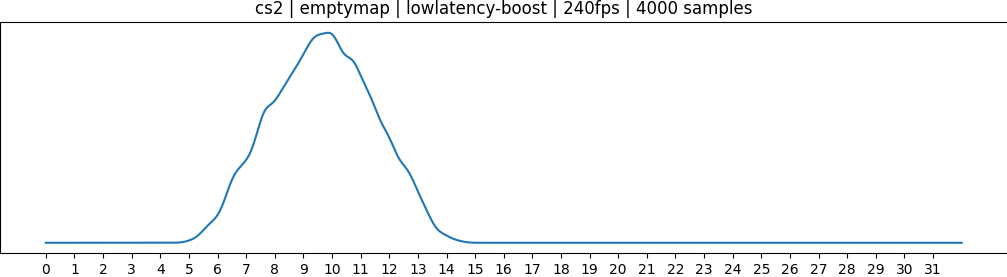 cs2 | emptymap | lowlatency-boost | 240fps | 4000 samples
0 1 2 3 4 5 6 7 8 9 10 11 12 13 14 15 16 17 18 19 20 21 22 23 24 25 26 27 28 29 30 31